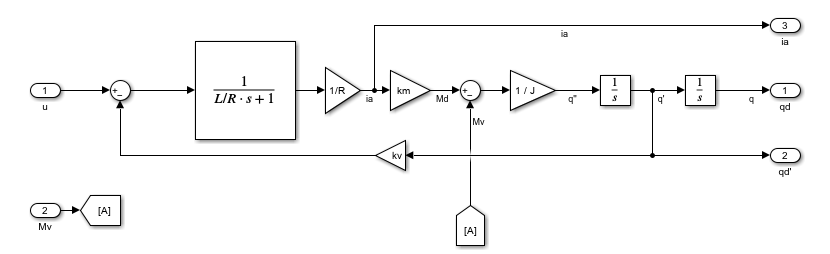 3
ia
ia
1
u
+
_
1
L/R · s + 1
1/R
ia
km
Md
+
_
1 / J
q''
1
s
q'
1
s
q
1
qd
Mv
kv
2
qd'
2
Mv
[A]
[A]